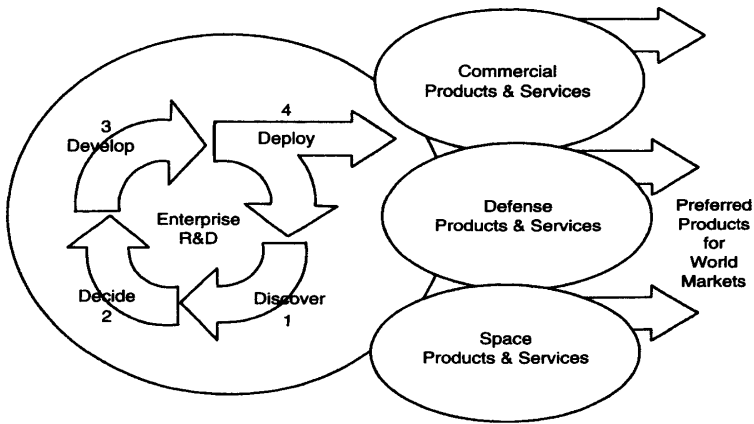 3
Develop
4
Deploy
Enterprise
R&D
Decide
2
Discover
1
Commercial
Products & Services
Defense
Products & Services
Space
Products & Services
Preferred
Products
for
World
Markets